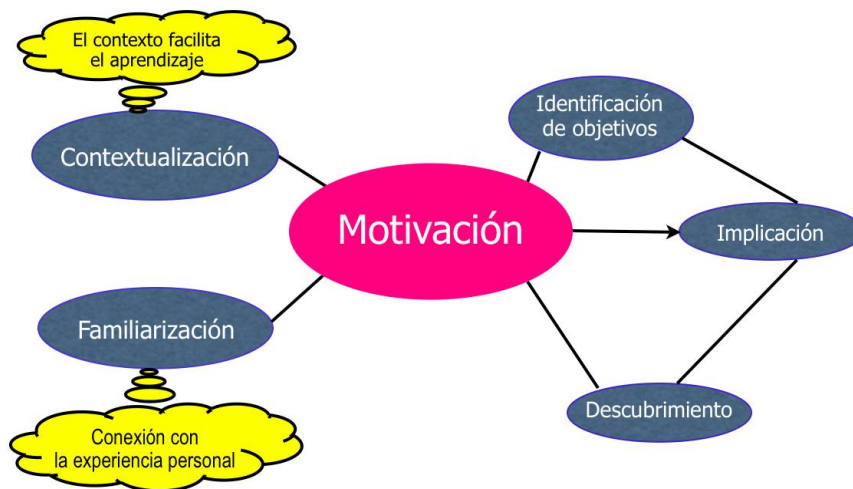 El contexto facilita
el aprendizaje
Contextualización
Identificación
de objetivos
Motivación
Implicación
Familiarización
Descubrimiento
Conexión con
la experiencia personal